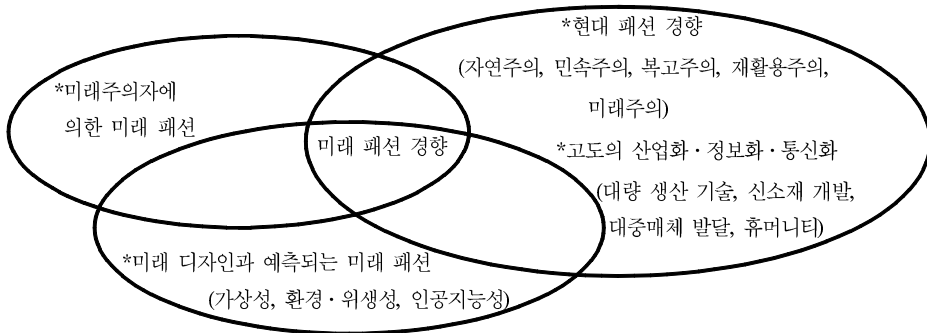 *현대 패션 경향
(자연주의, 민속주의, 복고주의, 재활용주의,
미래주의)
*고도의 산업화·정보화·통신화
(대량 생산 기술, 신소재 개발,
대중매체 발달, 휴머니티)
*미래주의자에
의한 미래 패션
미래 패션 경향
*미래 디자인과 예측되는 미래 패션
(가상성, 환경·위생성, 인공지능성)